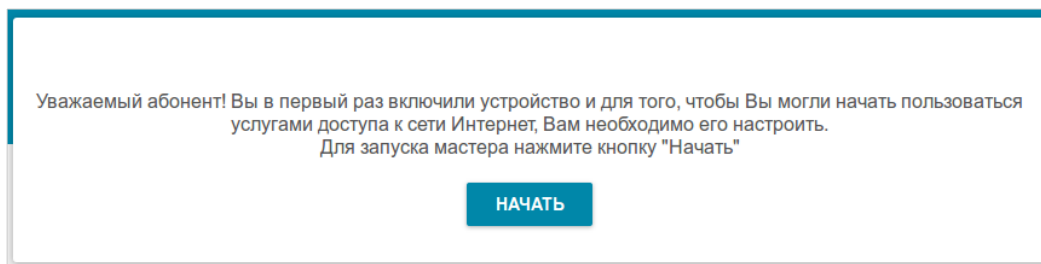 Уважаемый абонент! Вы в первый раз включили устройство и для того, чтобы Вы могли начать пользоваться
услугами доступа к сети Интернет, Вам необходимо его настроить.
Для запуска мастера нажмите кнопку "Начать"
НАЧАТЬ